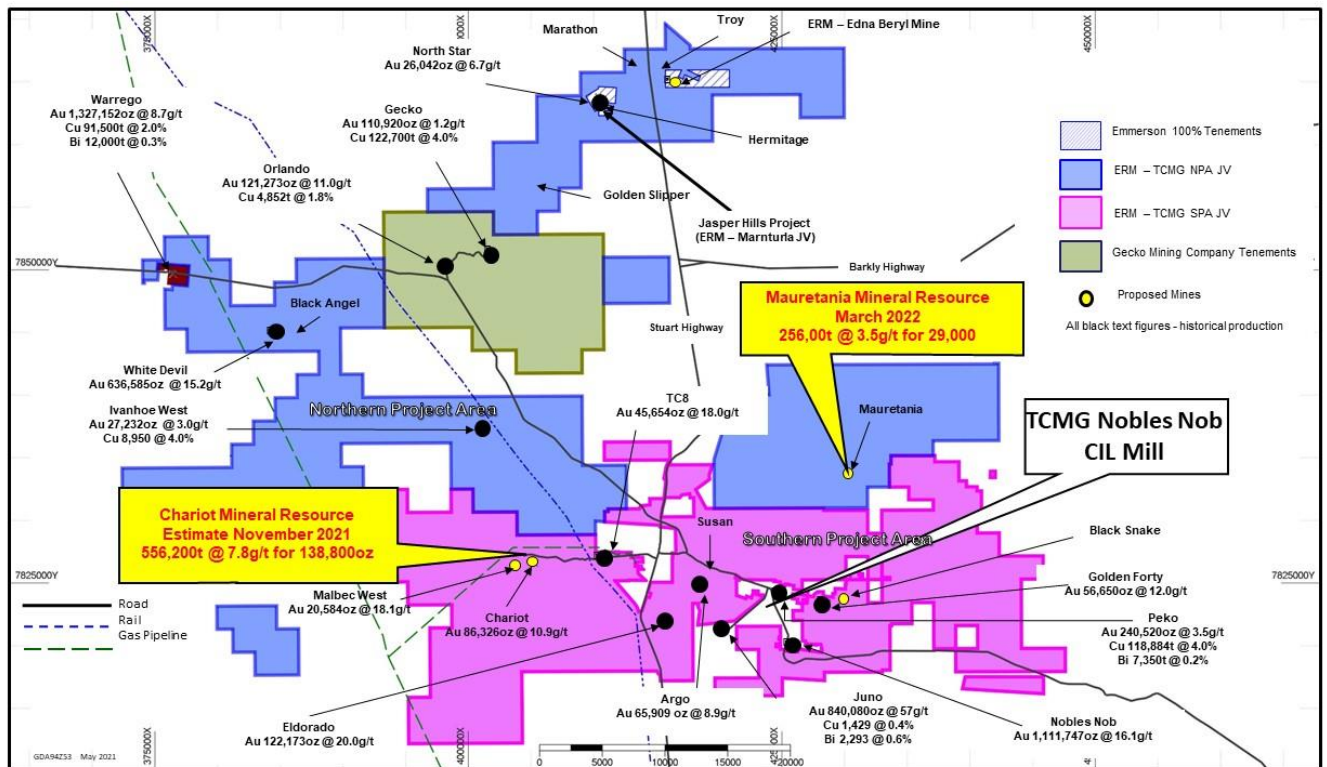 378000X
400000X
425000X
450000X
Troy
Marathon
ERM – Edna Beryl Mine
North Star
Au 26,042oz @ 6.7g/t
Warrego
Au 1,327,152oz @ 8.7g/t
Cu 91,500t @ 2.0%
Bi 12,000t @ 0.3%
Gecko
Au 110,920oz @ 1.2g/t
Cu 122,700t @ 4.0%
Hermitage
Orlando
Au 121,273oz @ 11.0g/t
Cu 4,852t @ 1.8%
Golden Slipper
Jasper Hills Project
(ERM – Marnturla JV)
Emmerson 100% Tenements
ERM – TCMG NPA JV
ERM – TCMG SPA JV
Gecko Mining Company Tenements
Proposed Mines
All black text figures - historical production
7850000Y
7850000Y
Barkly Highway
Black Angel
Stuart Highway
Mauretania Mineral Resource
March 2022
256,00t @ 3.5g/t for 29,000
White Devil
Au 636,585oz @ 15.2g/t
Ivanhoe West
Au 27,232oz @ 3.0g/t
Cu 8,950 @ 4.0%
Northern Project Area
TC8
Au 45,654oz @ 18.0g/t
Mauretania
TCMG Nobles Nob
CIL Mill
Chariot Mineral Resource
Estimate November 2021
556,200t @ 7.8g/t for 138,800oz
Susan
Southern Project Area
Black Snake
7825000Y
7825000Y
Golden Forty
Au 56,650oz @ 12.0g/t
Malbec West
Au 20,584oz @ 18.1g/t
Chariot
Au 86,326oz @ 10.9g/t
Peko
Au 240,520oz @ 3.5g/t
Cu 118,884t @ 4.0%
Bi 7,350t @ 0.2%
Road
Rail
Gas Pipeline
Argo
Au 65,909 oz @ 8.9g/t
Juno
Au 840,080oz @ 57g/t
Cu 1,429 @ 0.4%
Bi 2,293 @ 0.6%
Eldorado
Au 122,173oz @ 20.0g/t
Nobles Nob
Au 1,111,747oz @ 16.1g/t
375000X
400000X
0 5000 10000 20000
GDA94Z53 May 2021